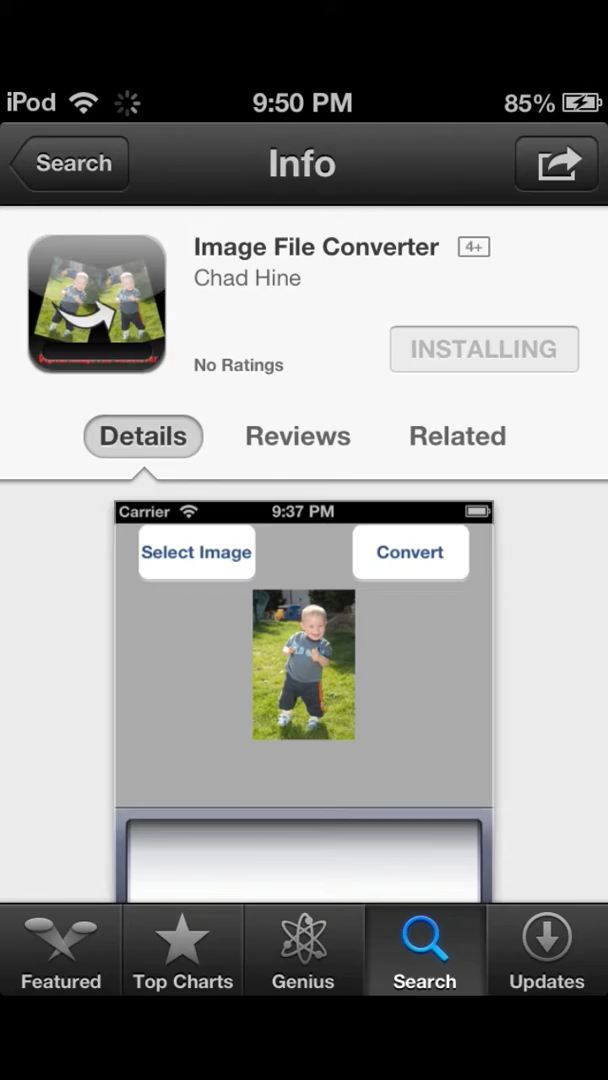 iPod 9:50 PM 85%
Search Info
Image File Converter 4+
Chad Hine
No Ratings INSTALLING
Details Reviews Related
Carrier 9:37 PM
Select Image Convert
Featured Top Charts Genius Search Updates